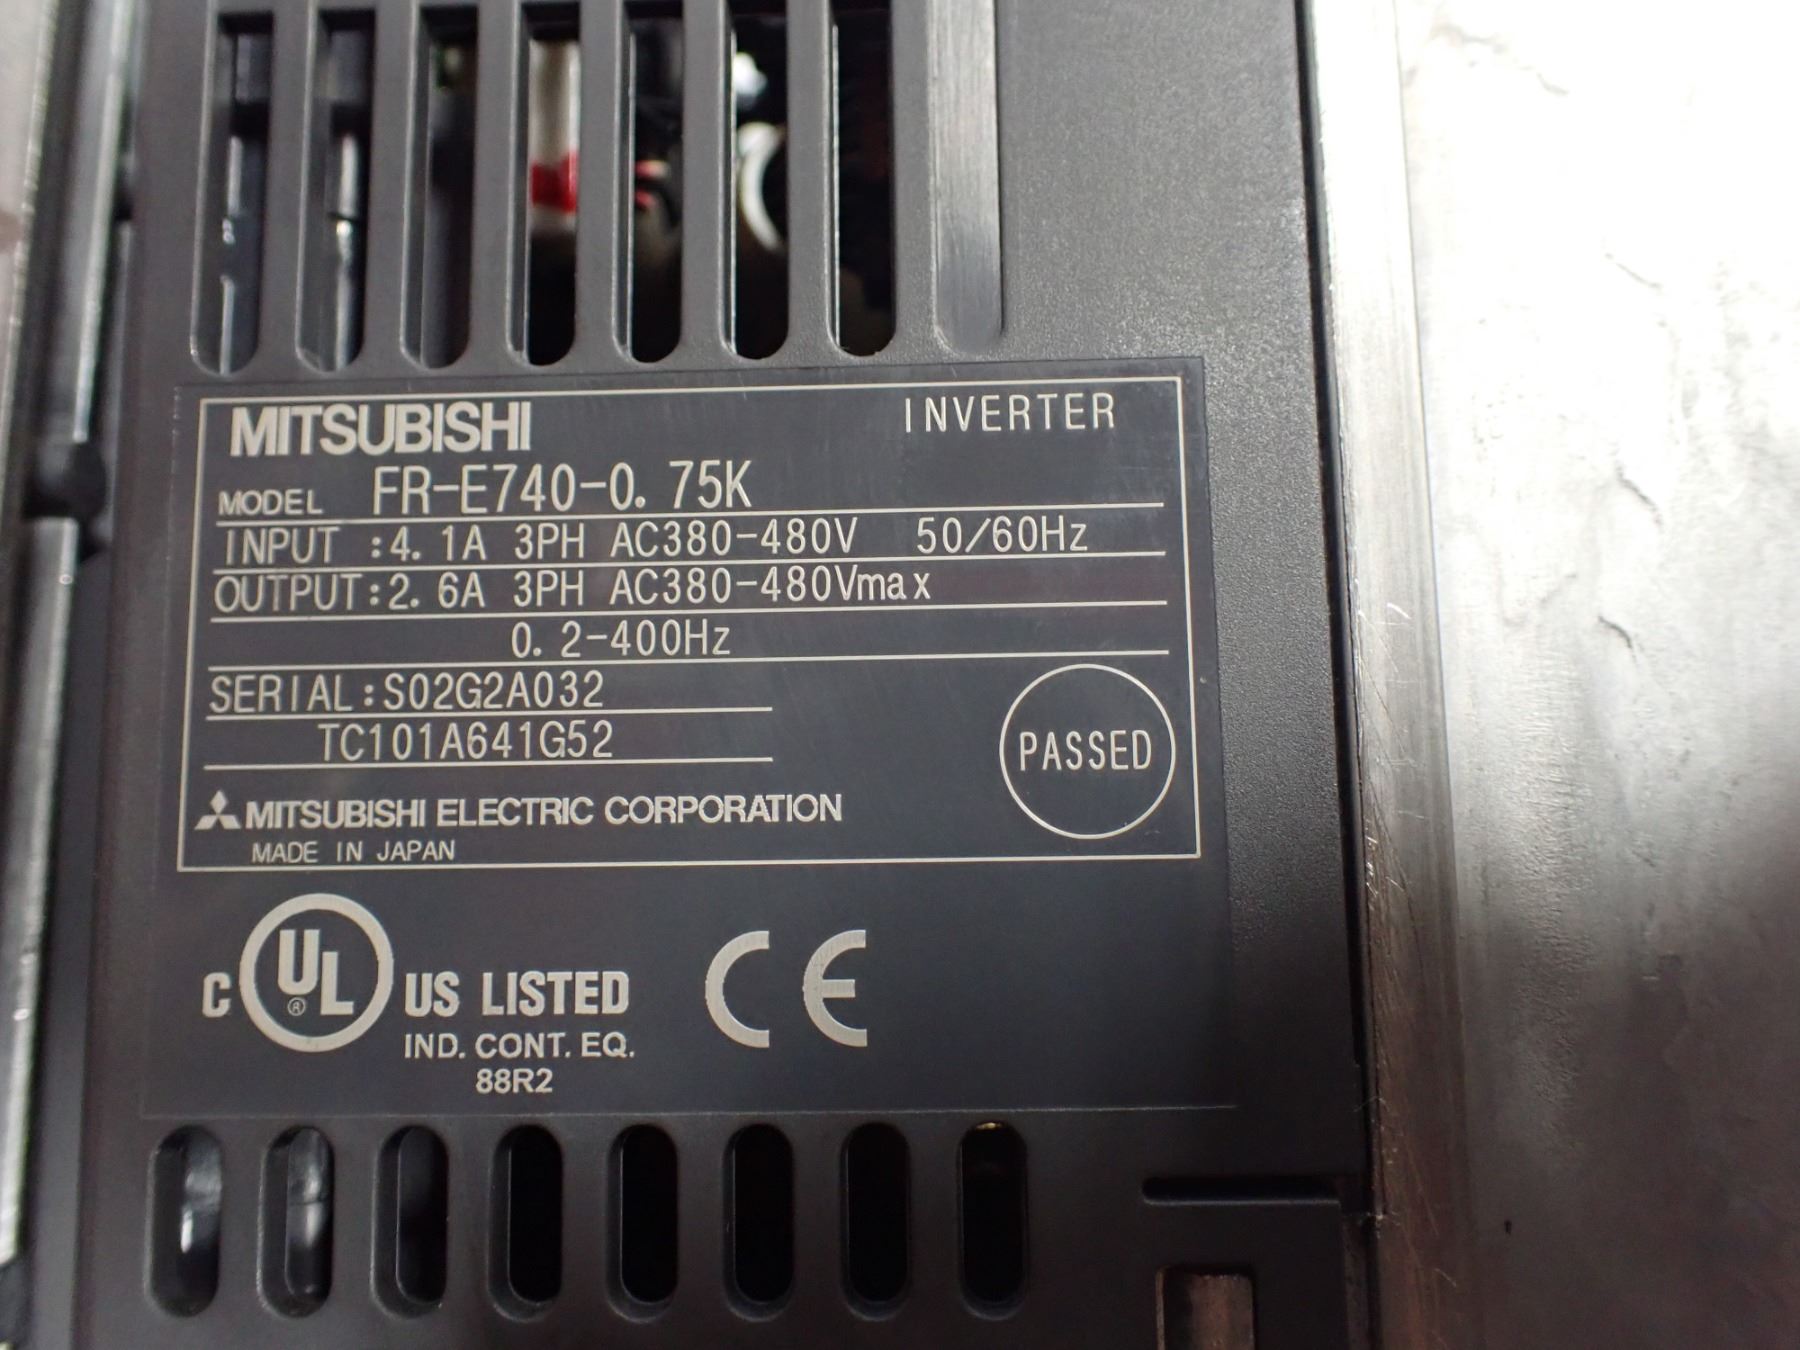 MITSUBISHI INVERTER
MODEL FR-E740-0.75K
INPUT :4.1A 3PH AC380-480V 50/60Hz
OUTPUT:2.6A 3PH AC380-480Vmax
0.2-400Hz
SERIAL:S02G2A032
TC101A641G52
PASSED
MITSUBISHI ELECTRIC CORPORATION
MADE IN JAPAN
C UL ® US LISTED
IND. CONT. EQ.
88R2
CE